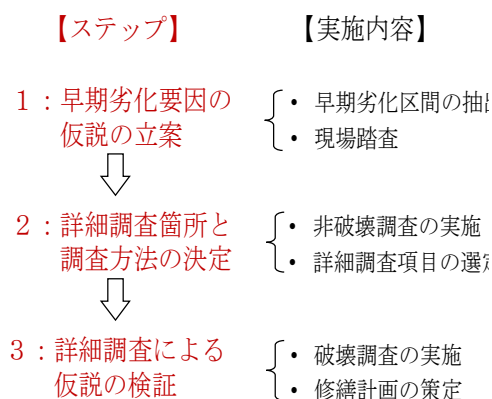 【ステップ】
【実施内容】
１：早期劣化要因の
仮説の立案
・ 早期劣化区間の抽
・ 現場踏査
２：詳細調査箇所と
調査方法の決定
・ 非破壊調査の実施
・ 詳細調査項目の選定
３：詳細調査による
仮説の検証
・ 破壊調査の実施
・ 修繕計画の策定